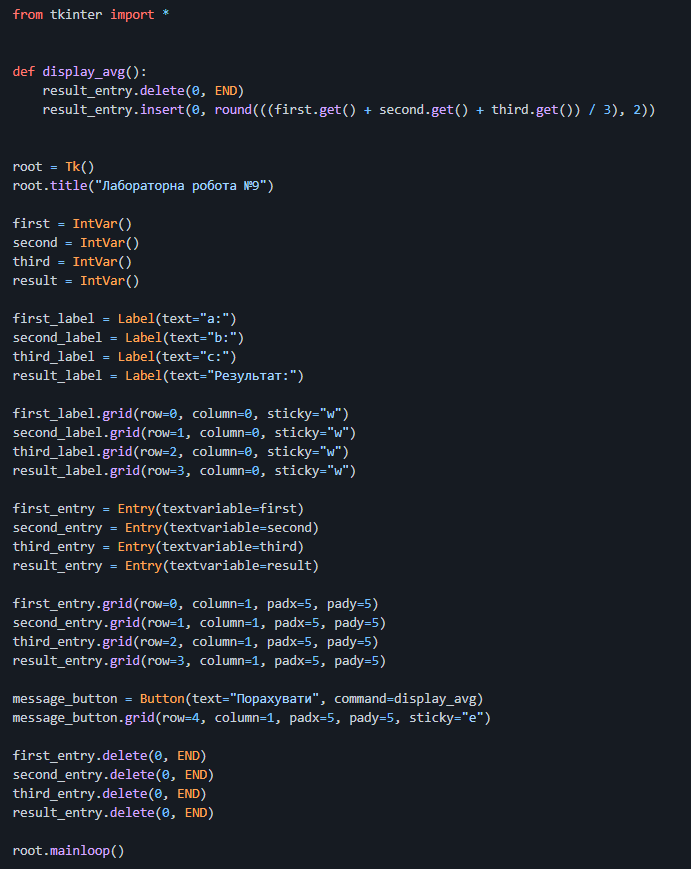 from tkinter import *
def display_avg():
    result_entry.delete(0, END)
    result_entry.insert(0, round(((first.get() + second.get() + third.get()) / 3), 2))
root = Tk()
root.title("Лабораторна робота №9")
first = IntVar()
second = IntVar()
third = IntVar()
result = IntVar()
first_label = Label(text="a:")
second_label = Label(text="b:")
third_label = Label(text="c:")
result_label = Label(text="Результат:")
first_label.grid(row=0, column=0, sticky="w")
second_label.grid(row=1, column=0, sticky="w")
third_label.grid(row=2, column=0, sticky="w")
result_label.grid(row=3, column=0, sticky="w")
first_entry = Entry(textvariable=first)
second_entry = Entry(textvariable=second)
third_entry = Entry(textvariable=third)
result_entry = Entry(textvariable=result)
first_entry.grid(row=0, column=1, padx=5, pady=5)
second_entry.grid(row=1, column=1, padx=5, pady=5)
third_entry.grid(row=2, column=1, padx=5, pady=5)
result_entry.grid(row=3, column=1, padx=5, pady=5)
message_button = Button(text="Порахувати", command=display_avg)
message_button.grid(row=4, column=1, padx=5, pady=5, sticky="e")
first_entry.delete(0, END)
second_entry.delete(0, END)
third_entry.delete(0, END)
result_entry.delete(0, END)
root.mainloop()